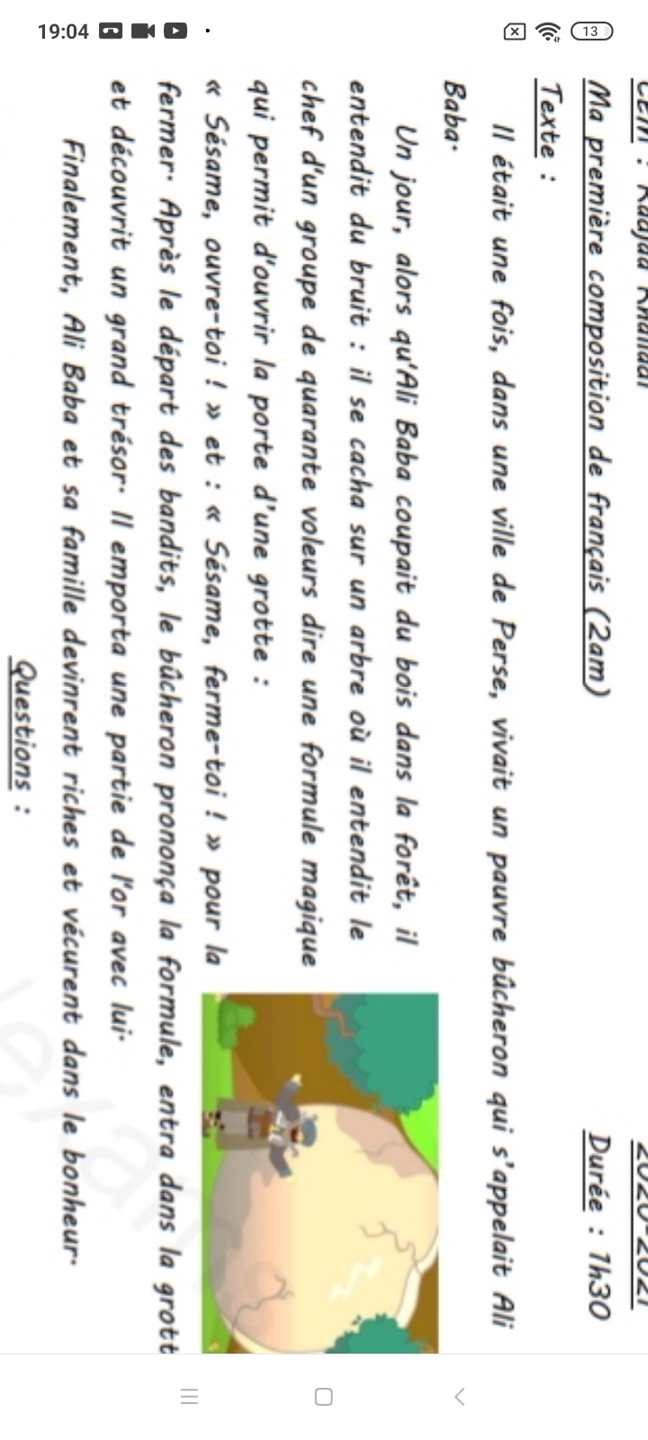 19:04
13
Ma première composition de français (2am)
Durée : 1h30
Texte :
Il était une fois, dans une ville de Perse, vivait un pauvre bûcheron qui s'appelait Ali
Baba.
Un jour, alors qu'Ali Baba coupait du bois dans la forêt, il
entendit du bruit : il se cacha sur un arbre où il entendit le
chef d'un groupe de quarante voleurs dire une formule magique
qui permit d'ouvrir la porte d'une grotte :
« Sésame, ouvre-toi ! » et : « Sésame, ferme-toi ! » pour la
fermer. Après le départ des bandits, le bûcheron prononça la formule, entra dans la grott
et découvrit un grand trésor. Il emporta une partie de l'or avec lui.
Finalement, Ali Baba et sa famille devinrent riches et vécurent dans le bonheur.
Questions :